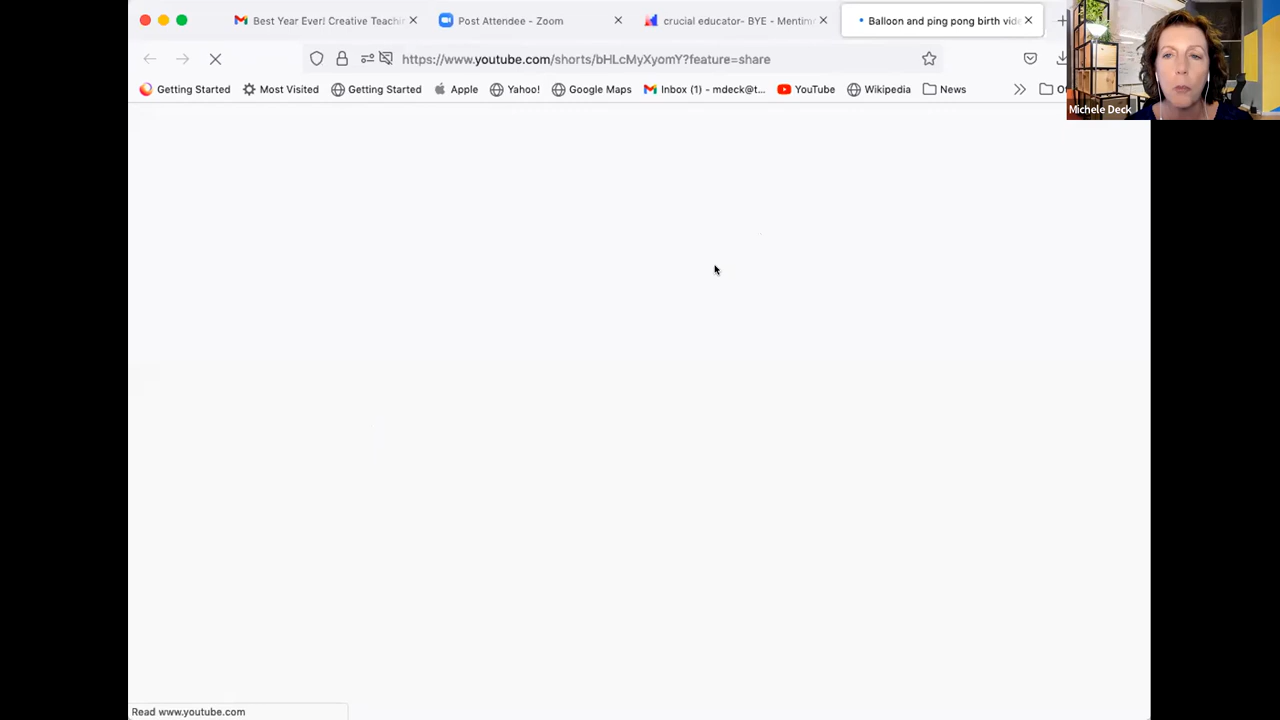 Best Year Ever! Creative Teachin
Post Attendee - Zoom
crucial educator- BYE - Mentim
Balloon and ping pong birth vide
https://www.youtube.com/shorts/bHLcMyXyomY?feature=share
Getting Started
Most Visited
Getting Started
Apple
Yahoo!
Google Maps
Inbox (1) - mdeck@t...
YouTube
Wikipedia
News
Michele Deck
Read www.youtube.com